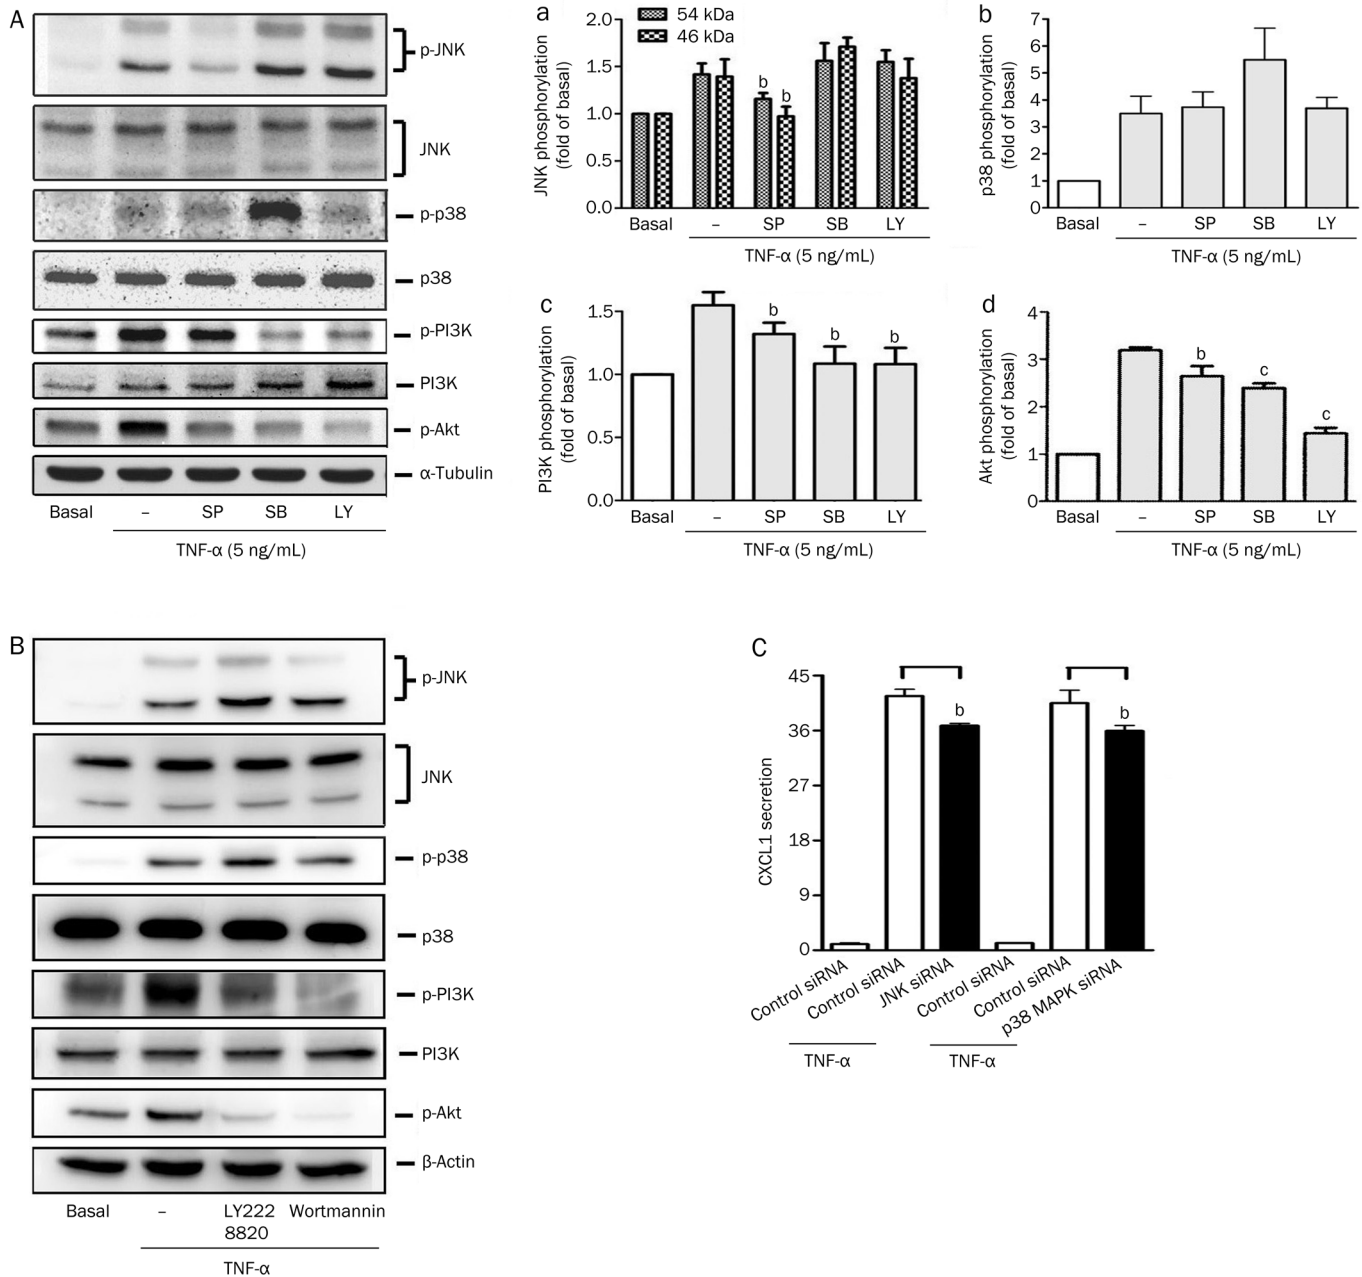 A
p-JNK
JNK
p-p38
p38
p-PI3K
PI3K
p-Akt
α-Tubulin
Basal – SP SB LY
TNF-α (5 ng/mL)
a
54 kDa
46 kDa
JNK phosphorylation
(fold of basal)
2.0
1.5
1.0
0.5
0.0
Basal – SP SB LY
b b
TNF-α (5 ng/mL)
b
p38 phosphorylation
(fold of basal)
7
6
5
4
3
2
1
0
Basal – SP SB LY
TNF-α (5 ng/mL)
c
PI3K phosphorylation
(fold of basal)
1.5
1.0
0.5
0.0
b b b
Basal – SP SB LY
TNF-α (5 ng/mL)
d
Akt phosphorylation
(fold of basal)
4
3
2
1
0
b c c
Basal – SP SB LY
TNF-α (5 ng/mL)
B
p-JNK
JNK
p-p38
p38
p-PI3K
PI3K
p-Akt
β-Actin
Basal – LY222 Wortmannin
8820
TNF-α
C
CXCL1 secretion
45
36
27
18
9
0
b b
Control siRNA
Control siRNA
JNK siRNA
Control siRNA
Control siRNA
p38 MAPK siRNA
TNF-α TNF-α